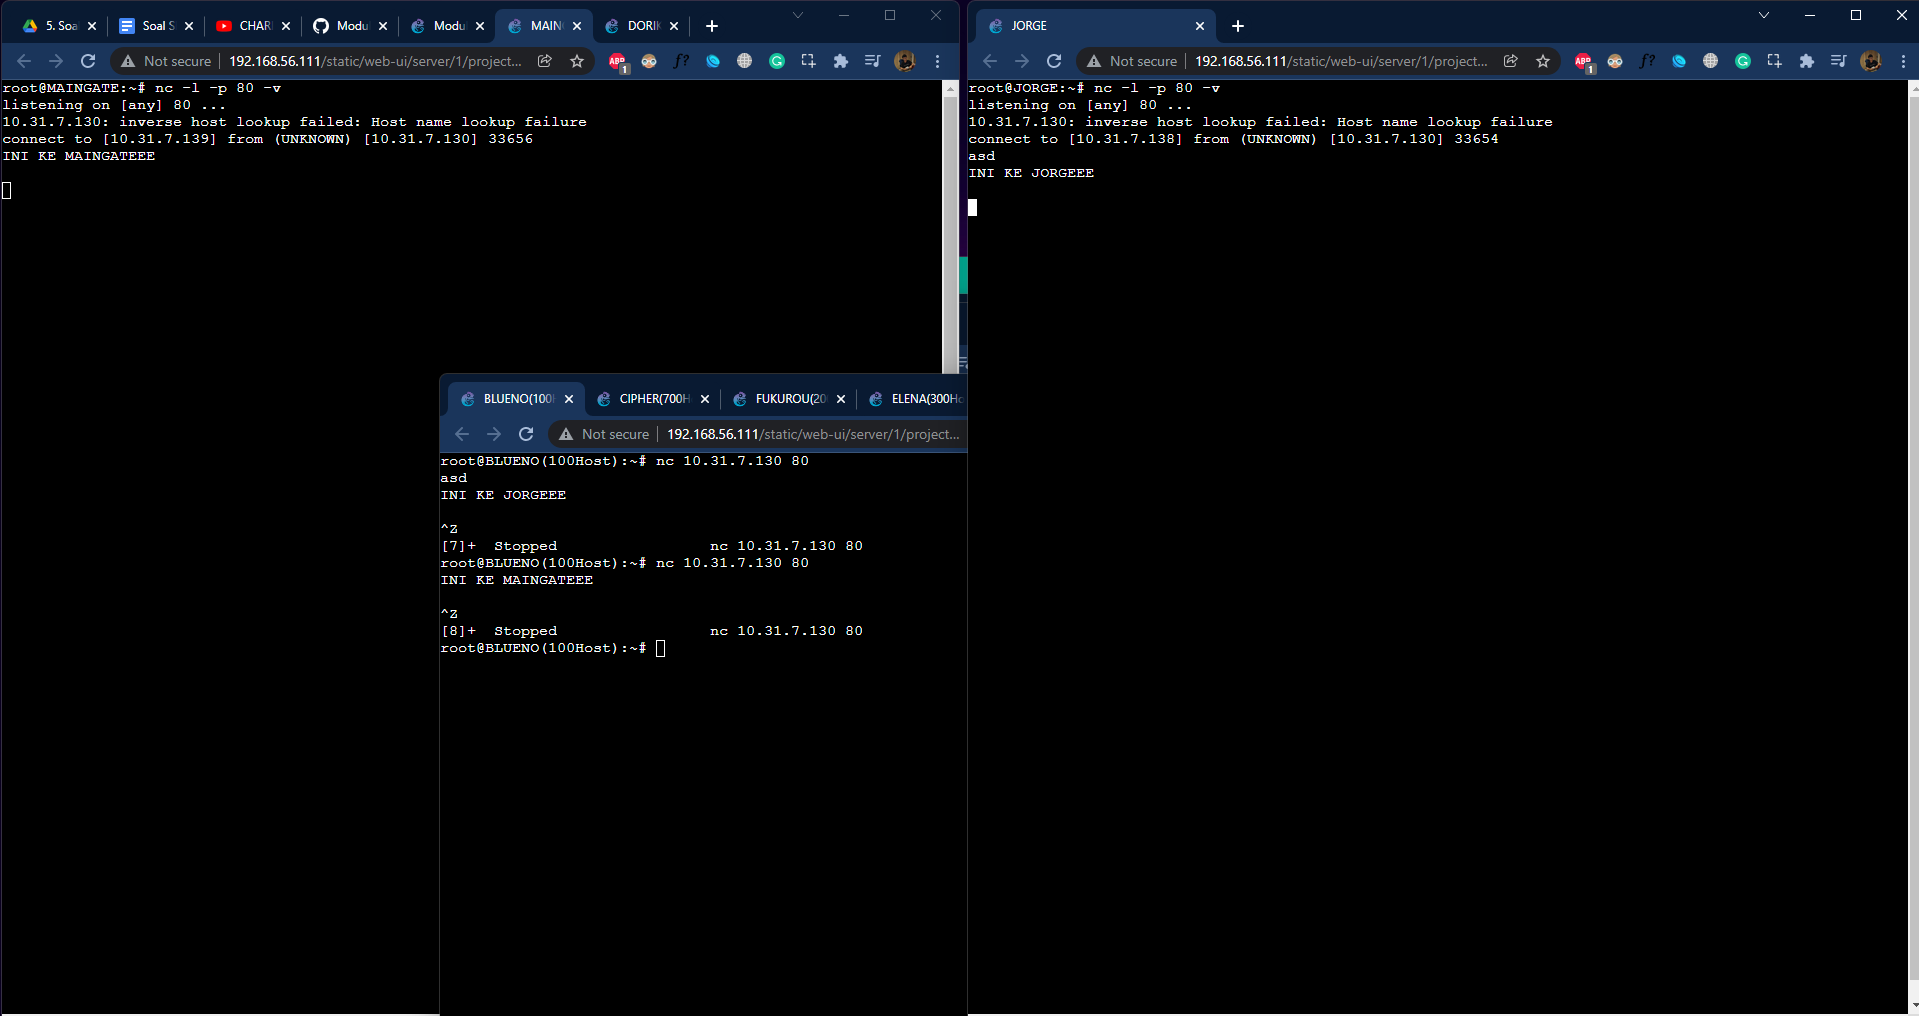 5. Soa
Soal S
CHAR
Modu
Modu
MAIN
DORIK
Not secure
192.168.56.111/static/web-ui/server/1/project...
ABP
1
f?
root@MAINGATE:~# nc -l -p 80 -v
listening on [any] 80 ...
10.31.7.130: inverse host lookup failed: Host name lookup failure
connect to [10.31.7.139] from (UNKNOWN) [10.31.7.130] 33656
INI KE MAINGATEEE
JORGE
Not secure
192.168.56.111/static/web-ui/server/1/project...
ABP
1
f?
root@JORGE:~# nc -l -p 80 -v
listening on [any] 80 ...
10.31.7.130: inverse host lookup failed: Host name lookup failure
connect to [10.31.7.138] from (UNKNOWN) [10.31.7.130] 33654
asd
INI KE JORGEEE
BLUENO(100H
CIPHER(700H
FUKUROU(20
ELENA(300Ho
Not secure
192.168.56.111/static/web-ui/server/1/project...
root@BLUENO(100Host):~# nc 10.31.7.130 80
asd
INI KE JORGEEE
^Z
[7]+  Stopped                 nc 10.31.7.130 80
root@BLUENO(100Host):~# nc 10.31.7.130 80
INI KE MAINGATEEE
^Z
[8]+  Stopped                 nc 10.31.7.130 80
root@BLUENO(100Host):~#